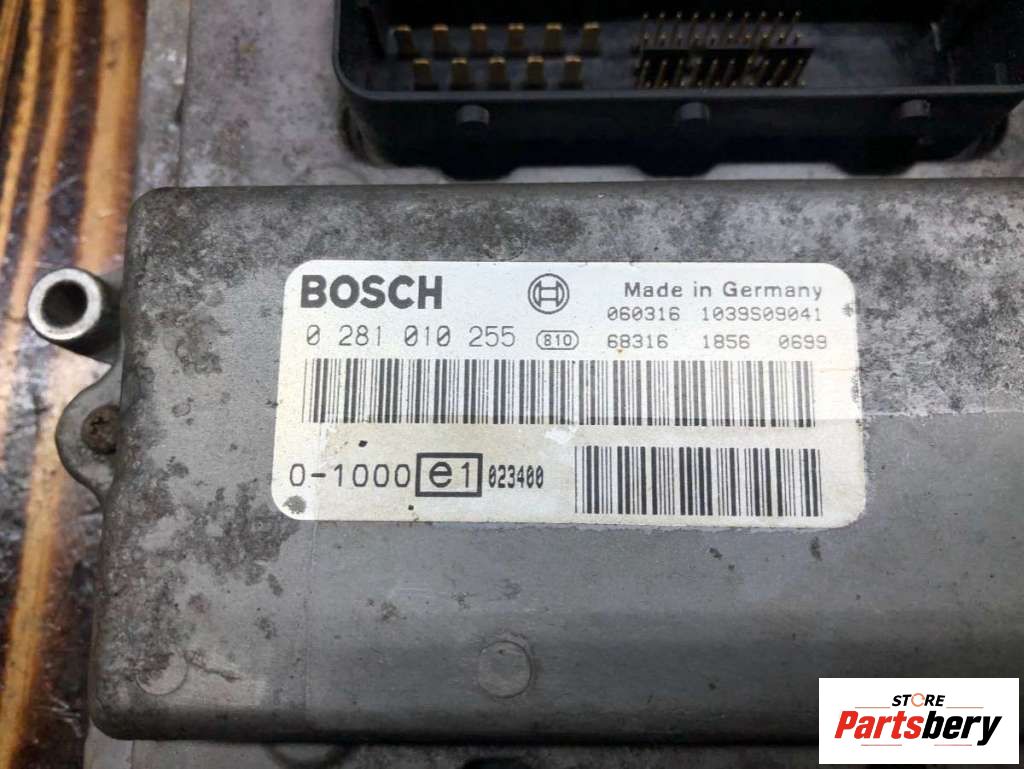 BOSCH
Made in Germany
060316 1039S09041
0 281 010 255 810 68316 1856 0699
0-1000 e1 023400
STORE
Partsbery